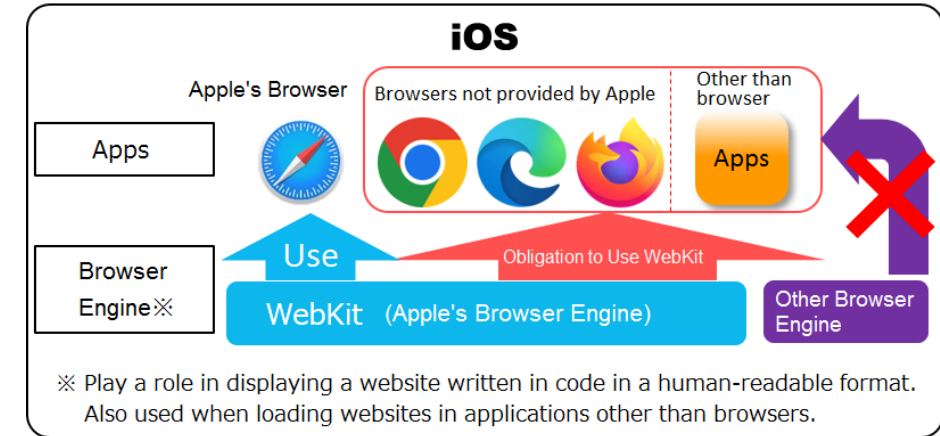 iOS
Apple's Browser
Browsers not provided by Apple
Other than
browser
Apps
Apps
Use
Obligation to Use WebKit
Browser
Engine※
WebKit (Apple's Browser Engine)
Other Browser
Engine
※ Play a role in displaying a website written in code in a human-readable format.
Also used when loading websites in applications other than browsers.